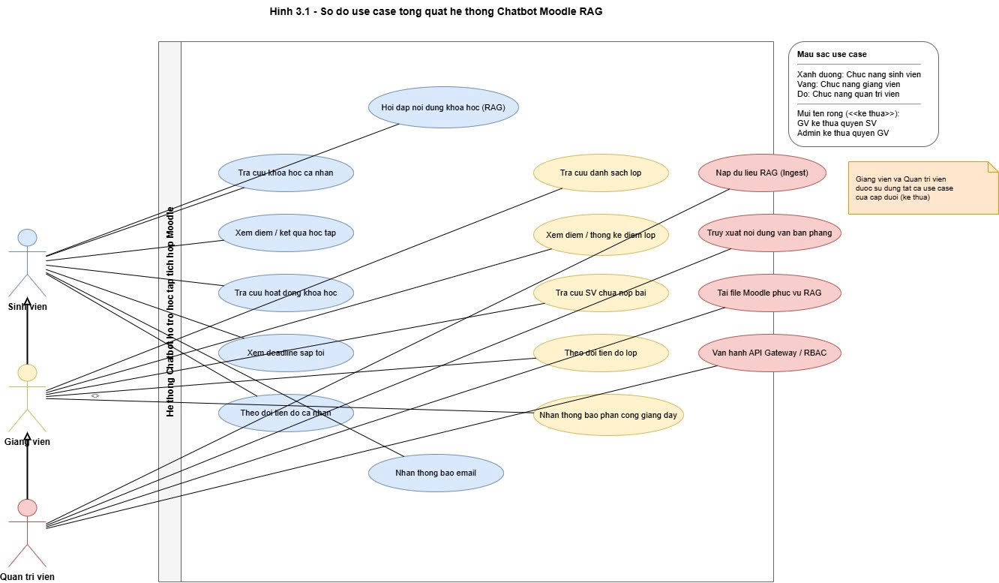 Hinh 3.1 - So do use case tong quat he thong Chatbot Moodle RAG
Mau sac use case
Xanh duong: Chuc nang sinh vien
Vang: Chuc nang giang vien
Do: Chuc nang quan tri vien
Mui ten rong (<<ke thua>>):
GV ke thua quyen SV
Admin ke thua quyen GV
Giang vien va Quan tri vien
duoc su dung tat ca use case
cua cap duoi (ke thua)
He thong Chatbot ho tro hoc tap tich hop Moodle
Hoi dap noi dung khoa hoc (RAG)
Tra cuu khoa hoc ca nhan
Tra cuu danh sach lop
Nap du lieu RAG (Ingest)
Xem diem / ket qua hoc tap
Xem diem / thong ke diem lop
Truy xuat noi dung van ban phang
Tra cuu hoat dong khoa hoc
Tra cuu SV chua nop bai
Tai file Moodle phuc vu RAG
Sinh vien
Xem deadline sap toi
Theo doi tien do lop
Van hanh API Gateway / RBAC
<>
Theo doi tien do ca nhan
Nhan thong bao phan cong giang day
Giang vien
Nhan thong bao email
Quan tri vien